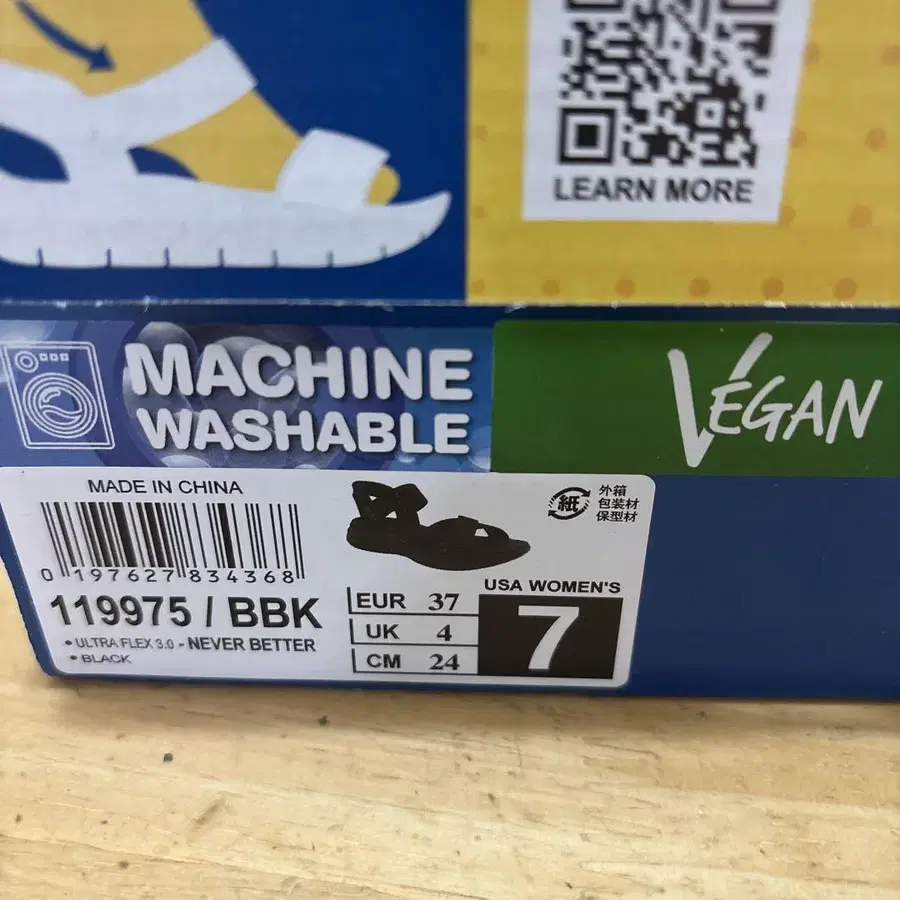 LEARN MORE
MACHINE
WASHABLE
VEGAN
MADE IN CHINA
0 197627 834368
119975 / BBK
• ULTRA FLEX 3.0 - NEVER BETTER
• BLACK
紙
外箱
包装材
保型材
EUR 37
UK 4
CM 24
USA WOMEN'S
7